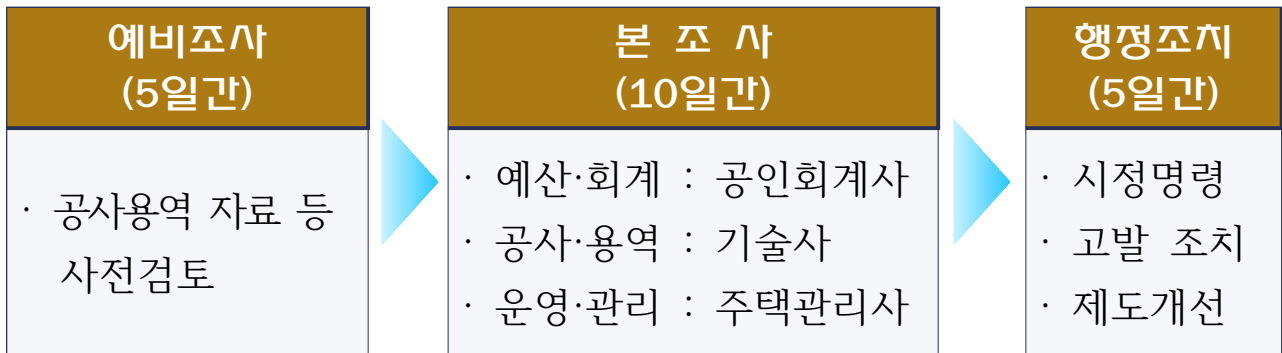 예비조사
(5일간)
· 공사용역 자료 등
사전검토
본 조 사
(10일간)
· 예산·회계 : 공인회계사
· 공사·용역 : 기술사
· 운영·관리 : 주택관리사
행정조치
(5일간)
· 시정명령
· 고발 조치
· 제도개선